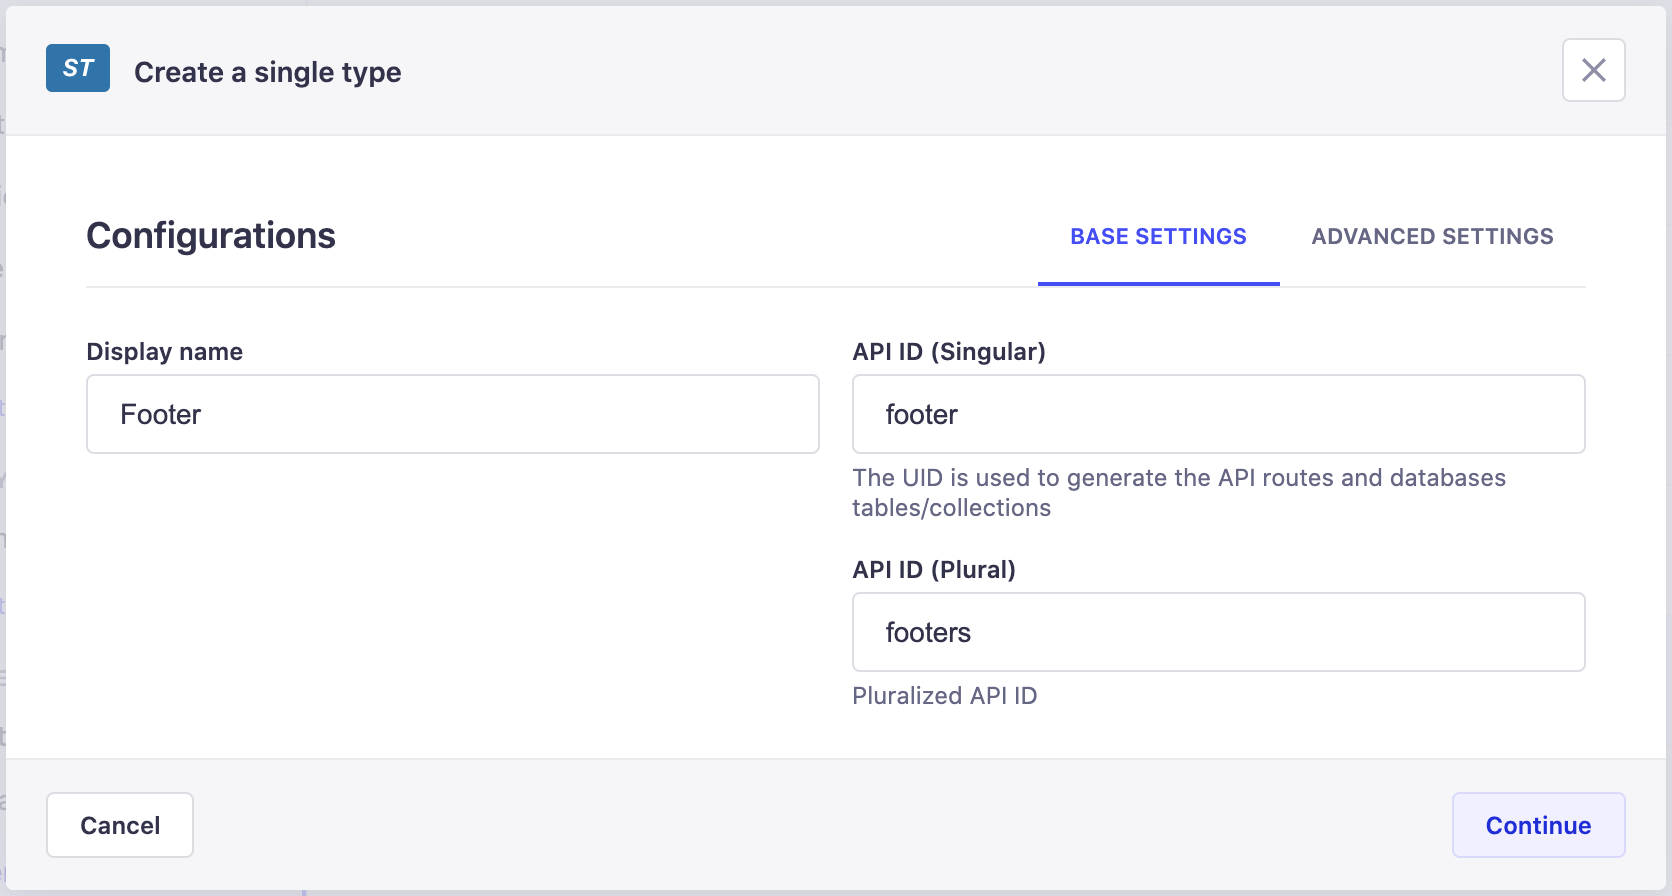 ST
Create a single type
Configurations
BASE SETTINGS
ADVANCED SETTINGS
Display name
Footer
API ID (Singular)
footer
The UID is used to generate the API routes and databases
tables/collections
API ID (Plural)
footers
Pluralized API ID
Cancel
Continue